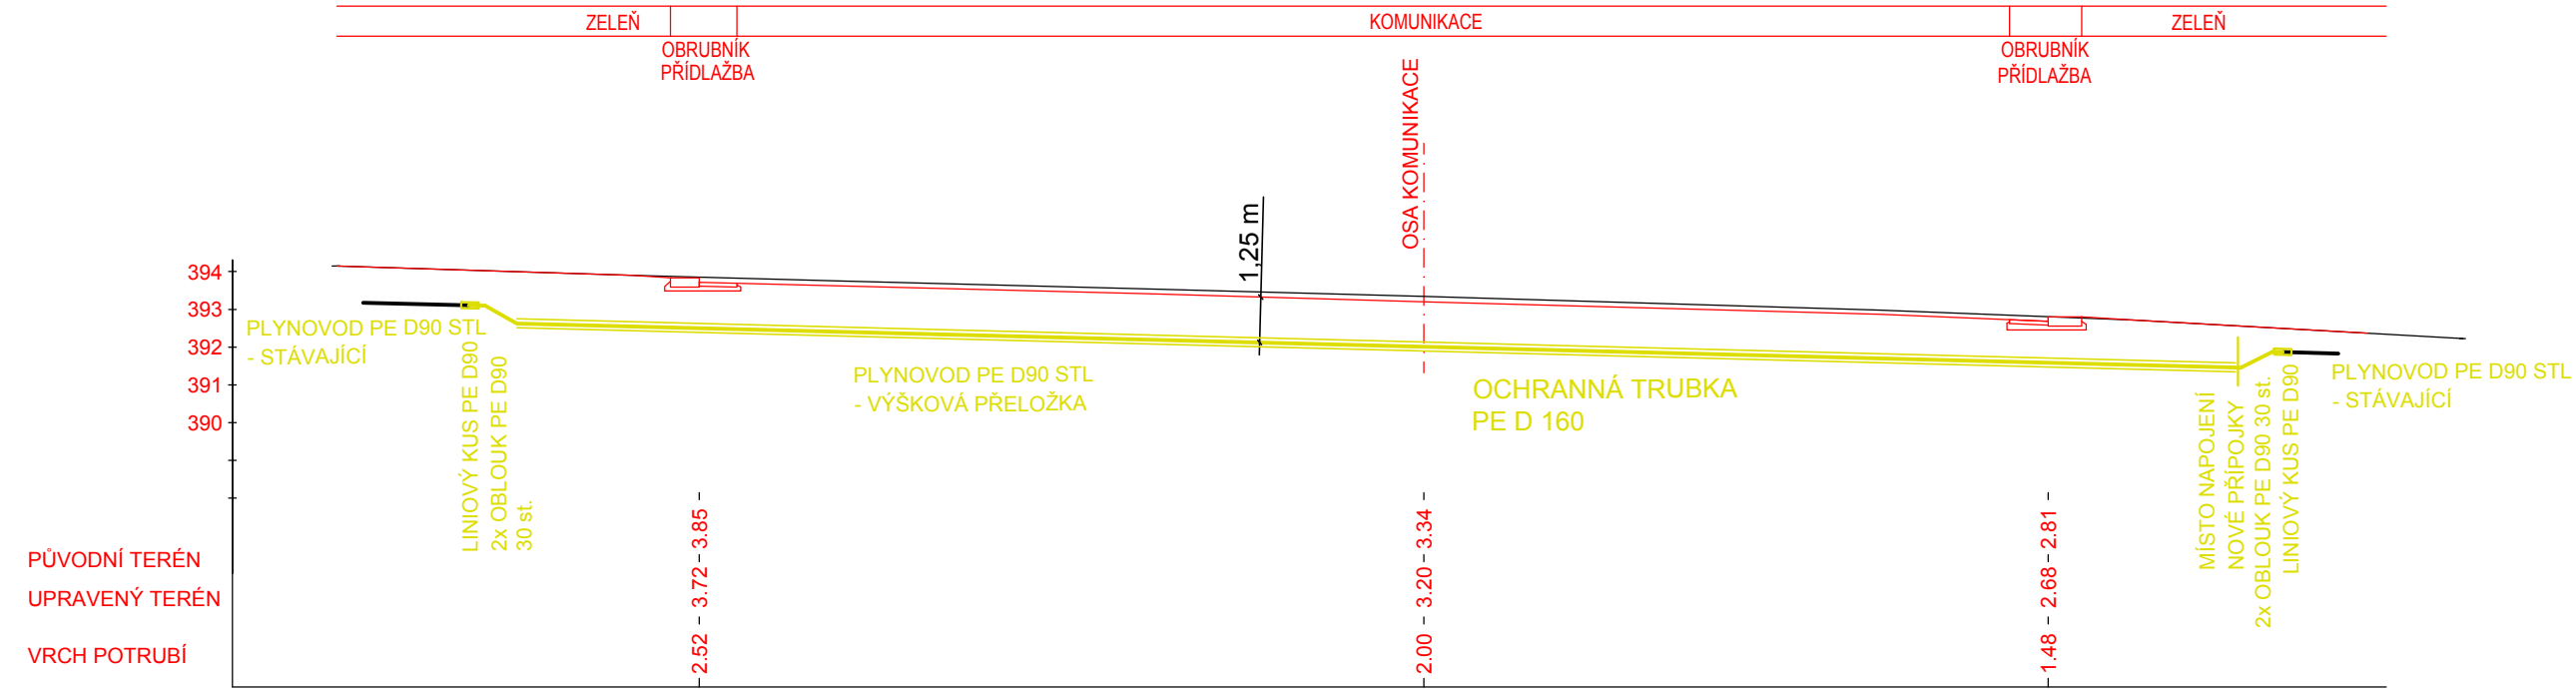 ZELEŇ
KOMUNIKACE
ZELEŇ
OBRUBNÍK
PŘÍDLAŽBA
OBRUBNÍK
PŘÍDLAŽBA
OSA KOMUNIKACE
1,25 m
394
393
392
391
390
PLYNOVOD PE D90 STL
- STÁVAJÍCÍ
LINIOVÝ KUS PE D90
2x OBLOUK PE D90
30 st.
PLYNOVOD PE D90 STL
- VÝŠKOVÁ PŘELOŽKA
OCHRANNÁ TRUBKA
PE D 160
MÍSTO NAPOJENÍ
NOVÉ PŘÍPOJKY
2x OBLOUK PE D90 30 st.
LINIOVÝ KUS PE D90
PLYNOVOD PE D90 STL
- STÁVAJÍCÍ
PŮVODNÍ TERÉN
3.85
3.34
2.81
UPRAVENÝ TERÉN
3.72
3.20
2.68
VRCH POTRUBÍ
2.52
2.00
1.48